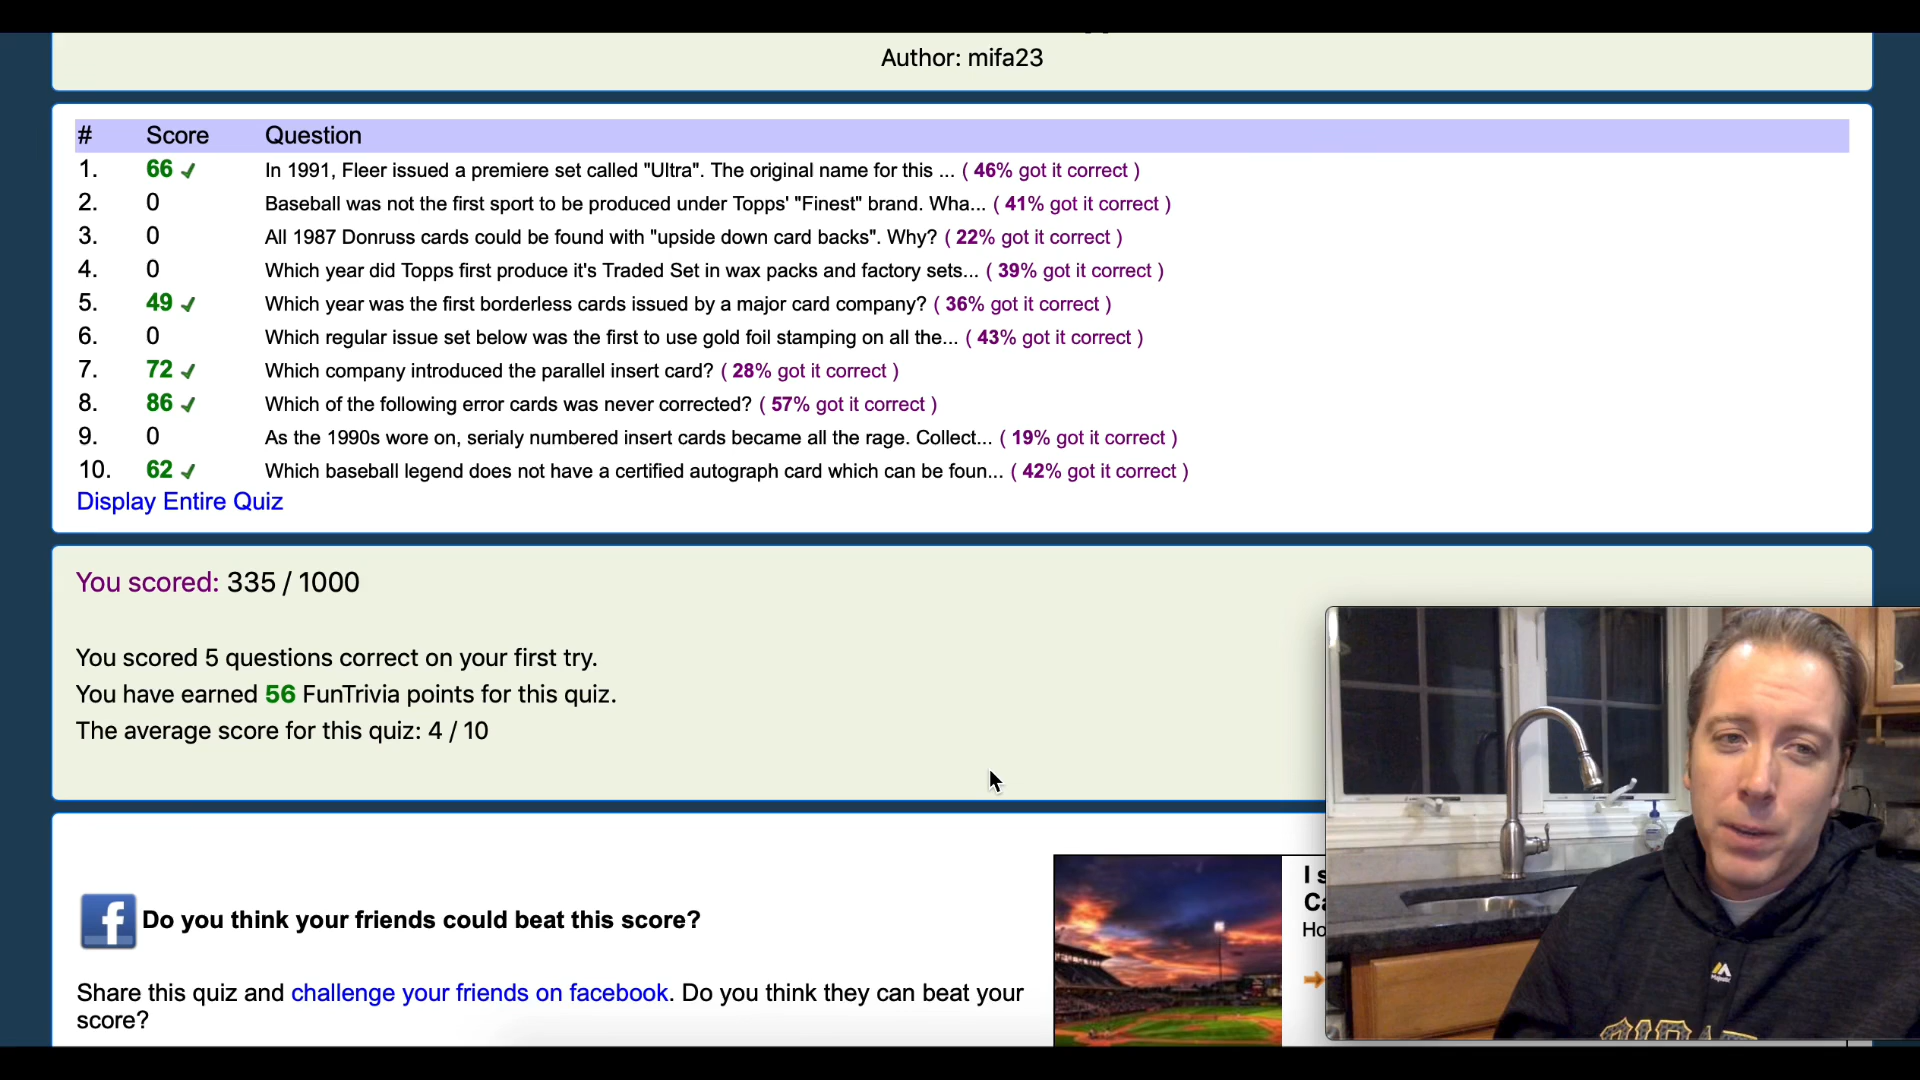 Author: mifa23
# Score Question
1. 66 ✓ In 1991, Fleer issued a premiere set called "Ultra". The original name for this ... ( 46% got it correct )
2. 0 Baseball was not the first sport to be produced under Topps' "Finest" brand. Wha... ( 41% got it correct )
3. 0 All 1987 Donruss cards could be found with "upside down card backs". Why? ( 22% got it correct )
4. 0 Which year did Topps first produce it's Traded Set in wax packs and factory sets... ( 39% got it correct )
5. 49 ✓ Which year was the first borderless cards issued by a major card company? ( 36% got it correct )
6. 0 Which regular issue set below was the first to use gold foil stamping on all the... ( 43% got it correct )
7. 72 ✓ Which company introduced the parallel insert card? ( 28% got it correct )
8. 86 ✓ Which of the following error cards was never corrected? ( 57% got it correct )
9. 0 As the 1990s wore on, serialy numbered insert cards became all the rage. Collect... ( 19% got it correct )
10. 62 ✓ Which baseball legend does not have a certified autograph card which can be foun... ( 42% got it correct )
Display Entire Quiz
You scored: 335 / 1000
You scored 5 questions correct on your first try.
You have earned 56 FunTrivia points for this quiz.
The average score for this quiz: 4 / 10
f Do you think your friends could beat this score?
Share this quiz and challenge your friends on facebook. Do you think they can beat your
score?
I s
Ca
Ho
Majestic